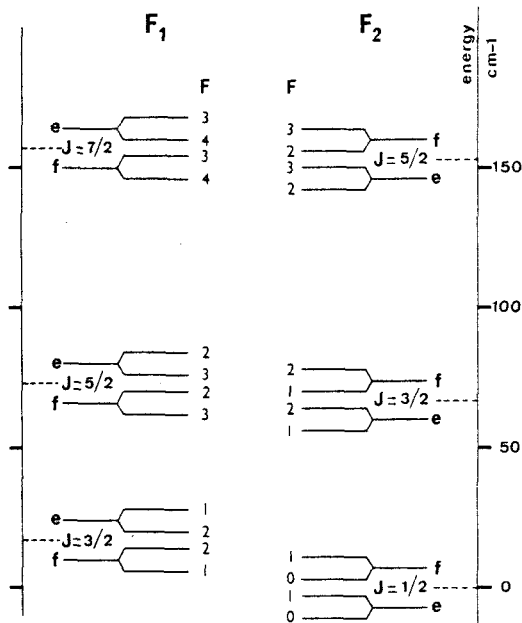 F₁ F₂
energy
cm-1
F F
3
e
4
J = 7/2
3
f
4
3
f
2
J = 5/2
3
e
2
150
100
2
e
3
J = 5/2
2
f
3
2
f
1
J = 3/2
2
e
1
50
1
e
2
J = 3/2
2
f
1
1
f
0
J = 1/2
1
e
0
0